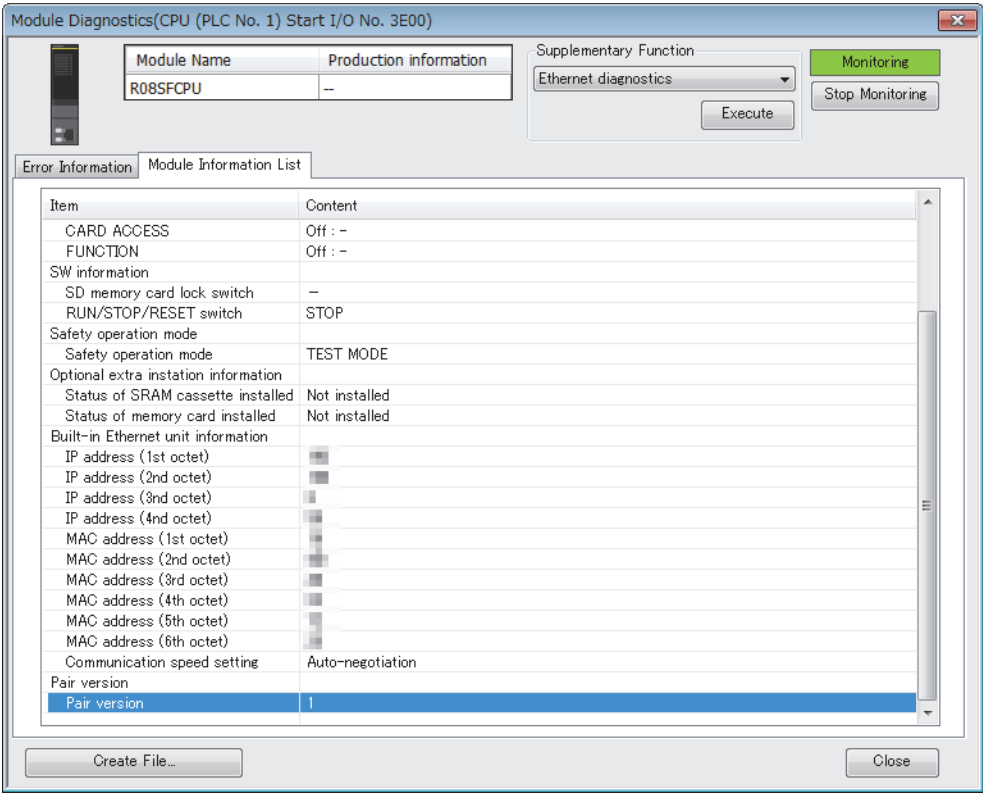 Module Diagnostics(CPU (PLC No. 1) Start I/O No. 3E00)
Module Name Production information
R08SFCPU --
Supplementary Function
Ethernet diagnostics
Execute
Monitoring
Stop Monitoring
Error Information Module Information List
Item Content
CARD ACCESS Off : -
FUNCTION Off : -
SW information
SD memory card lock switch —
RUN/STOP/RESET switch STOP
Safety operation mode
Safety operation mode TEST MODE
Optional extra instation information
Status of SRAM cassette installed Not installed
Status of memory card installed Not installed
Built-in Ethernet unit information
IP address (1st octet)
IP address (2nd octet)
IP address (3nd octet)
IP address (4nd octet)
MAC address (1st octet)
MAC address (2nd octet)
MAC address (3rd octet)
MAC address (4th octet)
MAC address (5th octet)
MAC address (6th octet)
Communication speed setting Auto-negotiation
Pair version
Pair version 1
Create File...
Close